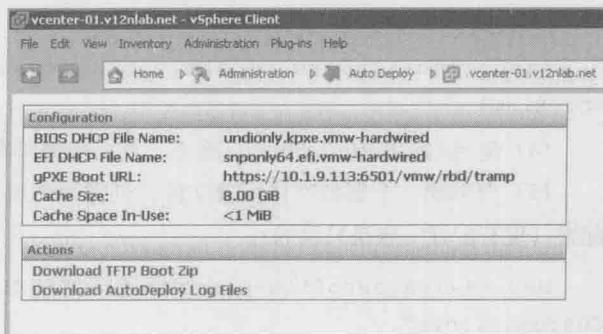 vcenter-01.v12nlab.net - vSphere Client
File Edit View Inventory Administration Plug-ins Help
Home Administration Auto Deploy vcenter-01.v12nlab.net
Configuration
BIOS DHCP File Name: undionly.kpxe.vmw-hardwired
EFI DHCP File Name: snponly64.efi.vmw-hardwired
gPXE Boot URL: https://10.1.9.113:6501/vmw/rbd/tramp
Cache Size: 8.00 GiB
Cache Space In-Use: <1 MiB
Actions
Download TFTP Boot Zip
Download AutoDeploy Log Files